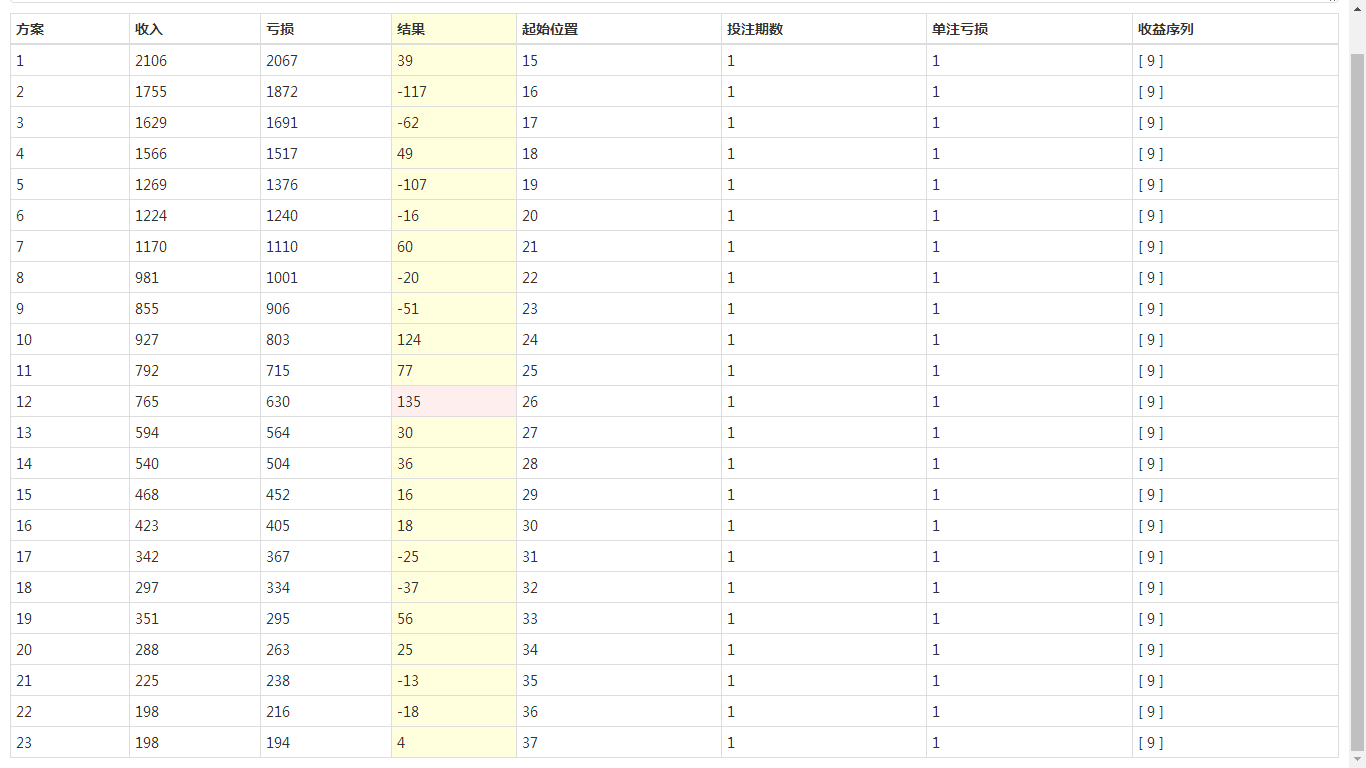 方案 收入 亏损 结果 起始位置 投注期数 单注亏损 收益序列
1 2106 2067 39 15 1 1 [ 9 ]
2 1755 1872 -117 16 1 1 [ 9 ]
3 1629 1691 -62 17 1 1 [ 9 ]
4 1566 1517 49 18 1 1 [ 9 ]
5 1269 1376 -107 19 1 1 [ 9 ]
6 1224 1240 -16 20 1 1 [ 9 ]
7 1170 1110 60 21 1 1 [ 9 ]
8 981 1001 -20 22 1 1 [ 9 ]
9 855 906 -51 23 1 1 [ 9 ]
10 927 803 124 24 1 1 [ 9 ]
11 792 715 77 25 1 1 [ 9 ]
12 765 630 135 26 1 1 [ 9 ]
13 594 564 30 27 1 1 [ 9 ]
14 540 504 36 28 1 1 [ 9 ]
15 468 452 16 29 1 1 [ 9 ]
16 423 405 18 30 1 1 [ 9 ]
17 342 367 -25 31 1 1 [ 9 ]
18 297 334 -37 32 1 1 [ 9 ]
19 351 295 56 33 1 1 [ 9 ]
20 288 263 25 34 1 1 [ 9 ]
21 225 238 -13 35 1 1 [ 9 ]
22 198 216 -18 36 1 1 [ 9 ]
23 198 194 4 37 1 1 [ 9 ]